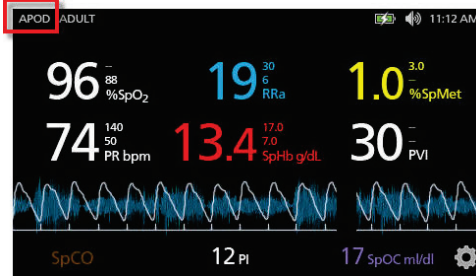 APOD ADULT 11:12 AM
96 – 88 %SpO₂ 19 30 6 RRa 1.0 3.0 – %SpMet
74 140 50 PR bpm 13.4 17.0 7.0 SpHb g/dL 30 – – PVI
SpCO 12 PI 17 SpOC ml/dl